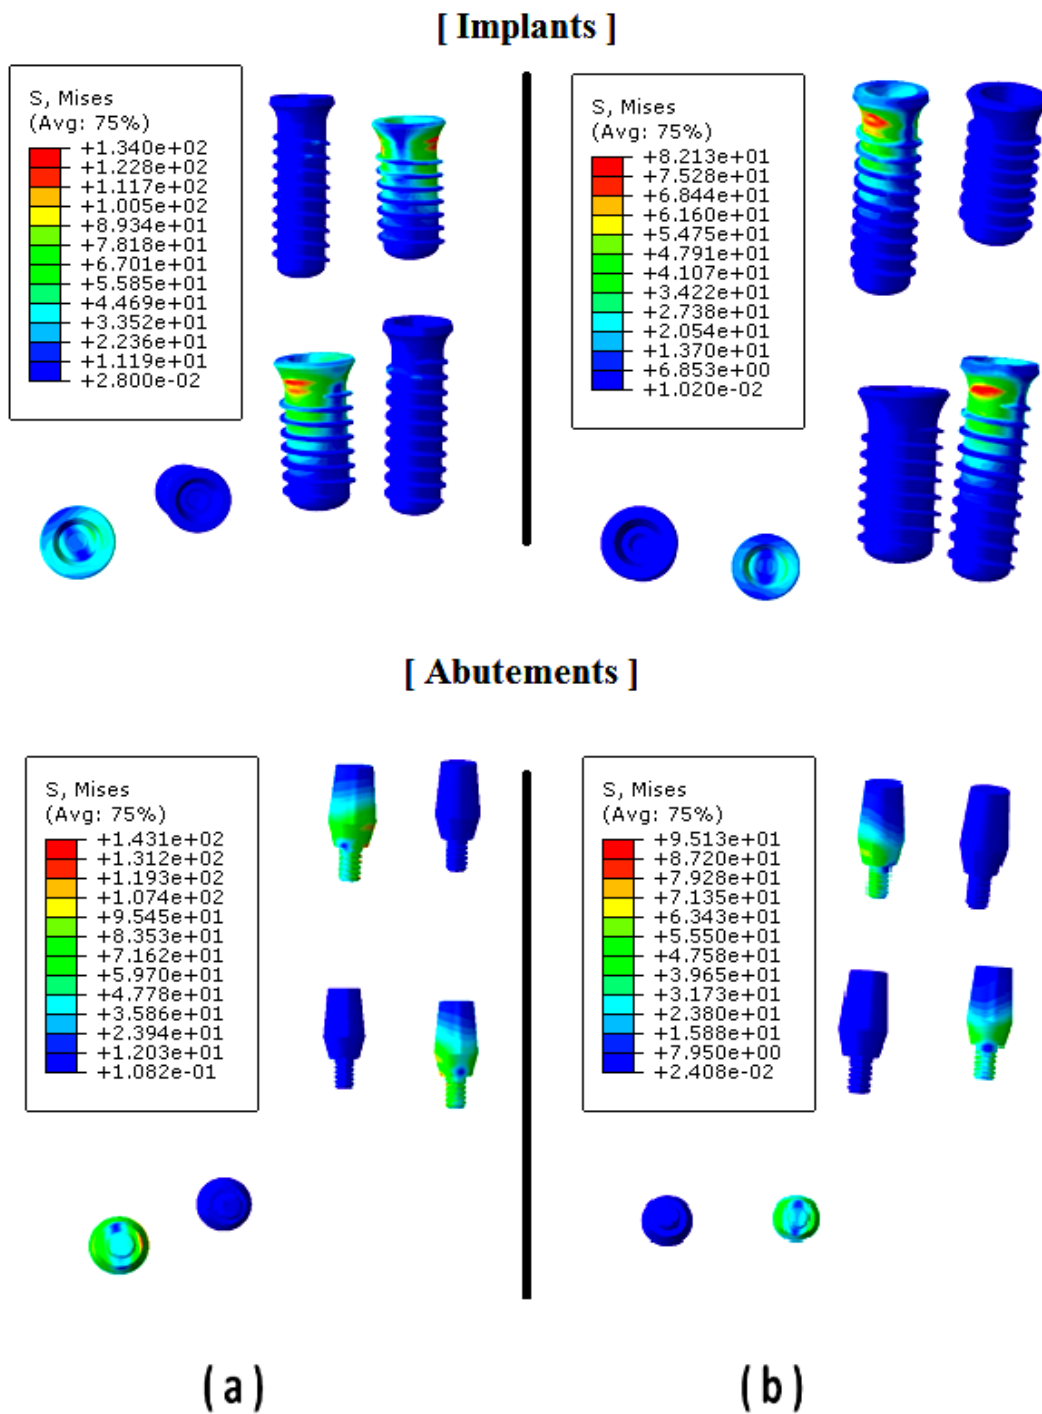 [ Implants ]
S, Mises
(Avg: 75%)
+1.340e+02
+1.228e+02
+1.117e+02
+1.005e+02
+8.934e+01
+7.818e+01
+6.701e+01
+5.585e+01
+4.469e+01
+3.352e+01
+2.236e+01
+1.119e+01
+2.800e-02
S, Mises
(Avg: 75%)
+8.213e+01
+7.528e+01
+6.844e+01
+6.160e+01
+5.475e+01
+4.791e+01
+4.107e+01
+3.422e+01
+2.738e+01
+2.054e+01
+1.370e+01
+6.853e+00
+1.020e-02
[ Abutements ]
S, Mises
(Avg: 75%)
+1.431e+02
+1.312e+02
+1.193e+02
+1.074e+02
+9.545e+01
+8.353e+01
+7.162e+01
+5.970e+01
+4.778e+01
+3.586e+01
+2.394e+01
+1.203e+01
+1.082e-01
S, Mises
(Avg: 75%)
+9.513e+01
+8.720e+01
+7.928e+01
+7.135e+01
+6.343e+01
+5.550e+01
+4.758e+01
+3.965e+01
+3.173e+01
+2.380e+01
+1.588e+01
+7.950e+00
+2.408e-02
( a )
( b )